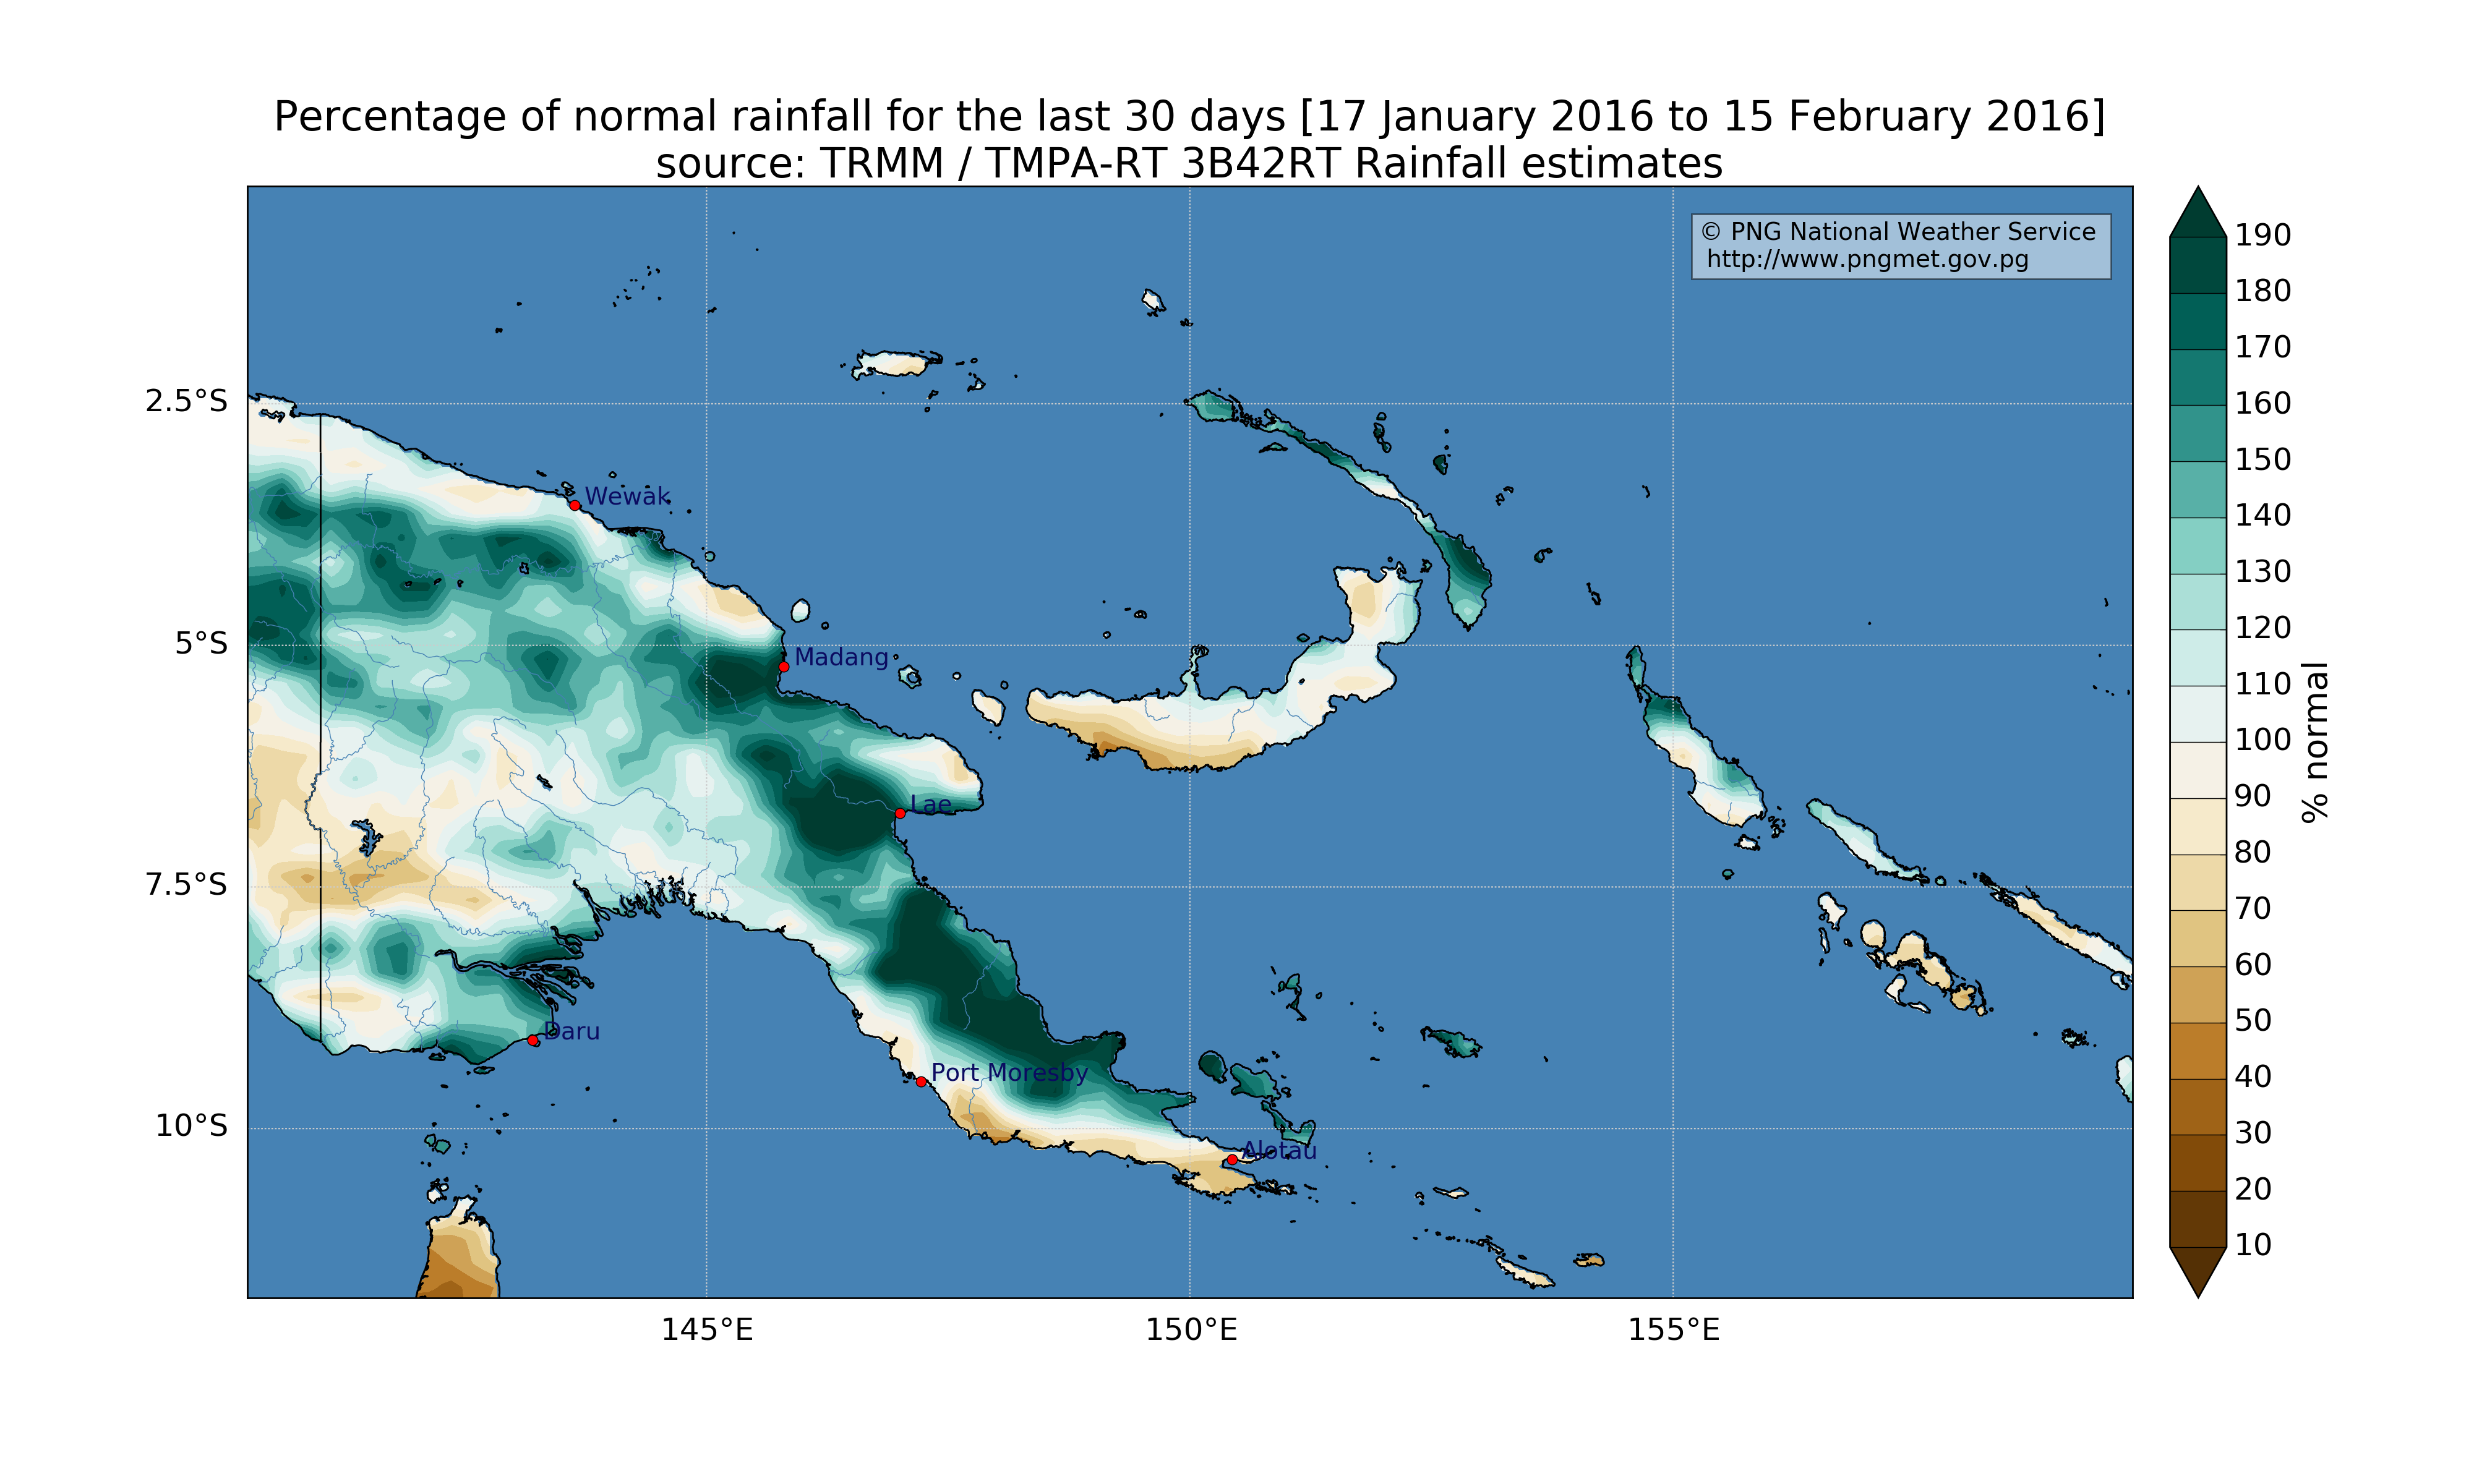 Percentage of normal rainfall for the last 30 days [17 January 2016 to 15 February 2016]
source: TRMM / TMPA-RT 3B42RT Rainfall estimates
© PNG National Weather Service
http://www.pngmet.gov.pg
190
180
170
160
150
140
130
120
110
100
90
80
70
60
50
40
30
20
10
% normal
2.5°S
5°S
7.5°S
10°S
Wewak
Madang
Lae
Daru
Port Moresby
Alotau
145°E
150°E
155°E